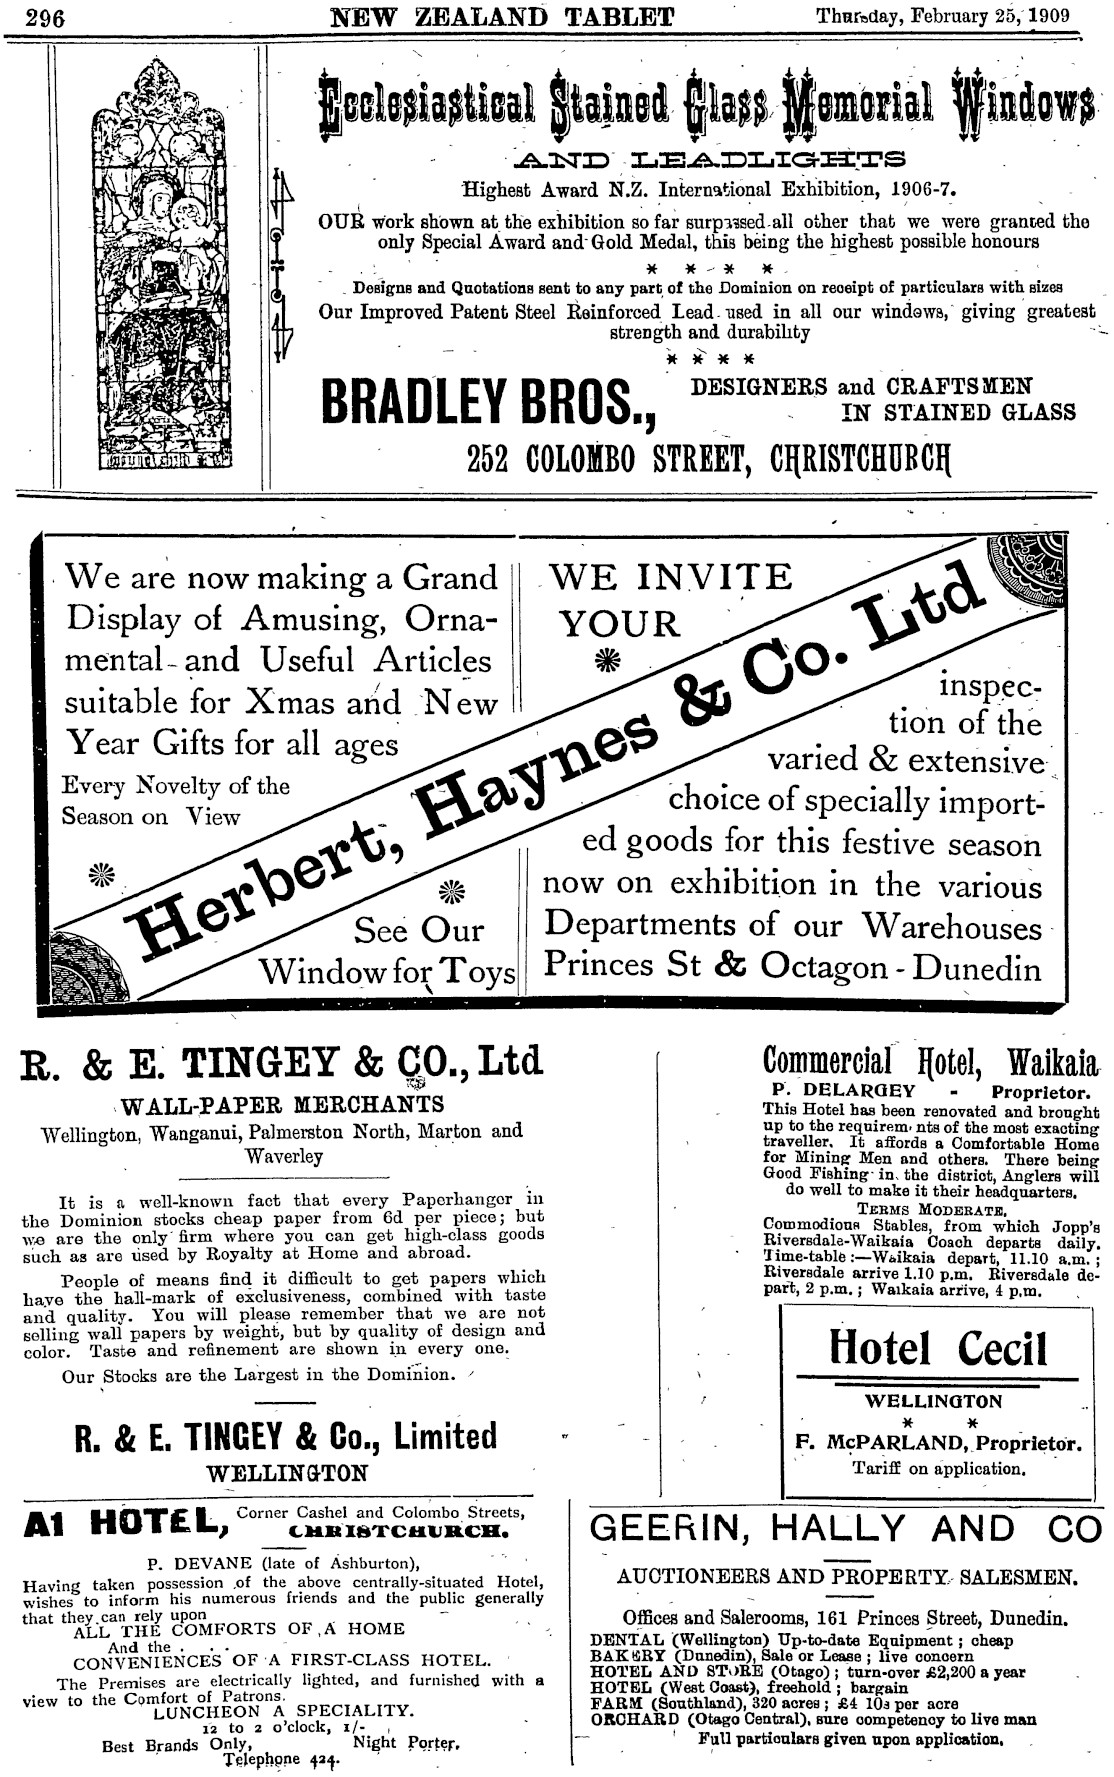 296
NEW ZEALAND TABLET
Thursday, February 25, 1909
Ecclesiastical Stained Glass Memorial Windows
AND LEADLIGHTS
Highest Award N.Z. International Exhibition, 1906-7.
OUR work shown at the exhibition so far surpassed all other that we were granted the
only Special Award and Gold Medal, this being the highest possible honours
* * * *
Designs and Quotations sent to any part of the Dominion on receipt of particulars with sizes
Our Improved Patent Steel Reinforced Lead used in all our windows, giving greatest
strength and durability
* * * *
BRADLEY BROS.,
DESIGNERS and CRAFTSMEN
IN STAINED GLASS
252 COLOMBO STREET, CHRISTCHURCH
We are now making a Grand
Display of Amusing, Orna-
mental and Useful Articles
suitable for Xmas and New
Year Gifts for all ages
Every Novelty of the
Season on View
Herbert, Haynes & Co. Ltd
See Our
Window for Toys
WE INVITE
YOUR
inspec-
tion of the
varied & extensive
choice of specially import-
ed goods for this festive season
now on exhibition in the various
Departments of our Warehouses
Princes St & Octagon - Dunedin
R. & E. TINGEY & CO., Ltd
WALL-PAPER MERCHANTS
Wellington, Wanganui, Palmerston North, Marton and
Waverley
It is a well-known fact that every Paperhanger in
the Dominion stocks cheap paper from 6d per piece; but
we are the only firm where you can get high-class goods
such as are used by Royalty at Home and abroad.
People of means find it difficult to get papers which
have the hall-mark of exclusiveness, combined with taste
and quality. You will please remember that we are not
selling wall papers by weight, but by quality of design and
color. Taste and refinement are shown in every one.
Our Stocks are the Largest in the Dominion.
R. & E. TINGEY & Co., Limited
WELLINGTON
Commercial Hotel, Waikaia
P. DELARGEY - Proprietor.
This Hotel has been renovated and brought
up to the requirem nts of the most exacting
traveller. It affords a Comfortable Home
for Mining Men and others. There being
Good Fishing in the district, Anglers will
do well to make it their headquarters.
TERMS MODERATE.
Commodious Stables, from which Jopp's
Riversdale-Waikaia Coach departs daily.
Time-table :—Waikaia depart, 11.10 a.m. ;
Riversdale arrive 1.10 p.m. Riversdale de-
part, 2 p.m. ; Waikaia arrive, 4 p.m.
Hotel Cecil
WELLINGTON
* *
F. McPARLAND, Proprietor.
Tariff on application.
A1 HOTEL,
Corner Cashel and Colombo Streets,
CHRISTCHURCH.
P. DEVANE (late of Ashburton),
Having taken possession of the above centrally-situated Hotel,
wishes to inform his numerous friends and the public generally
that they can rely upon
ALL THE COMFORTS OF A HOME
And the . . .
CONVENIENCES OF A FIRST-CLASS HOTEL.
The Premises are electrically lighted, and furnished with a
view to the Comfort of Patrons.
LUNCHEON A SPECIALITY.
12 to 2 o'clock, 1/-
Best Brands Only, Night Porter.
Telephone 424.
GEERIN, HALLY AND CO
AUCTIONEERS AND PROPERTY SALESMEN.
Offices and Salerooms, 161 Princes Street, Dunedin.
DENTAL (Wellington) Up-to-date Equipment ; cheap
BAKERY (Dunedin), Sale or Lease ; live concern
HOTEL AND STORE (Otago) ; turn-over £2,200 a year
HOTEL (West Coast), freehold ; bargain
FARM (Southland), 320 acres ; £4 10s per acre
ORCHARD (Otago Central), sure competency to live man
Full particulars given upon application.